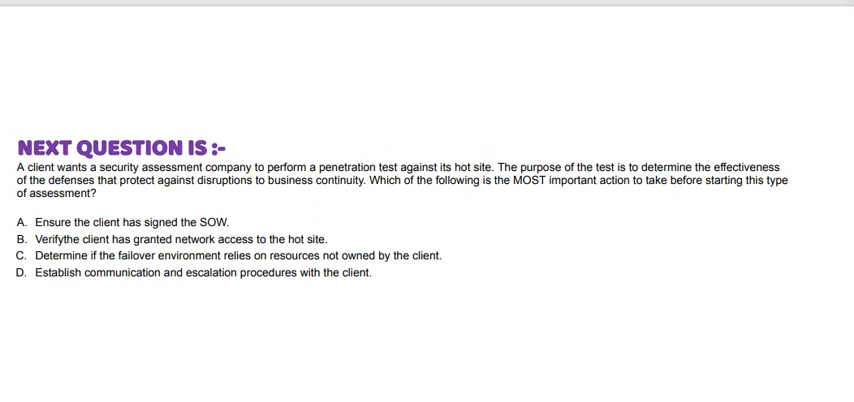 NEXT QUESTION IS :-
A client wants a security assessment company to perform a penetration test against its hot site. The purpose of the test is to determine the effectiveness
of the defenses that protect against disruptions to business continuity. Which of the following is the MOST important action to take before starting this type
of assessment?
A. Ensure the client has signed the SOW.
B. Verifythe client has granted network access to the hot site.
C. Determine if the failover environment relies on resources not owned by the client.
D. Establish communication and escalation procedures with the client.